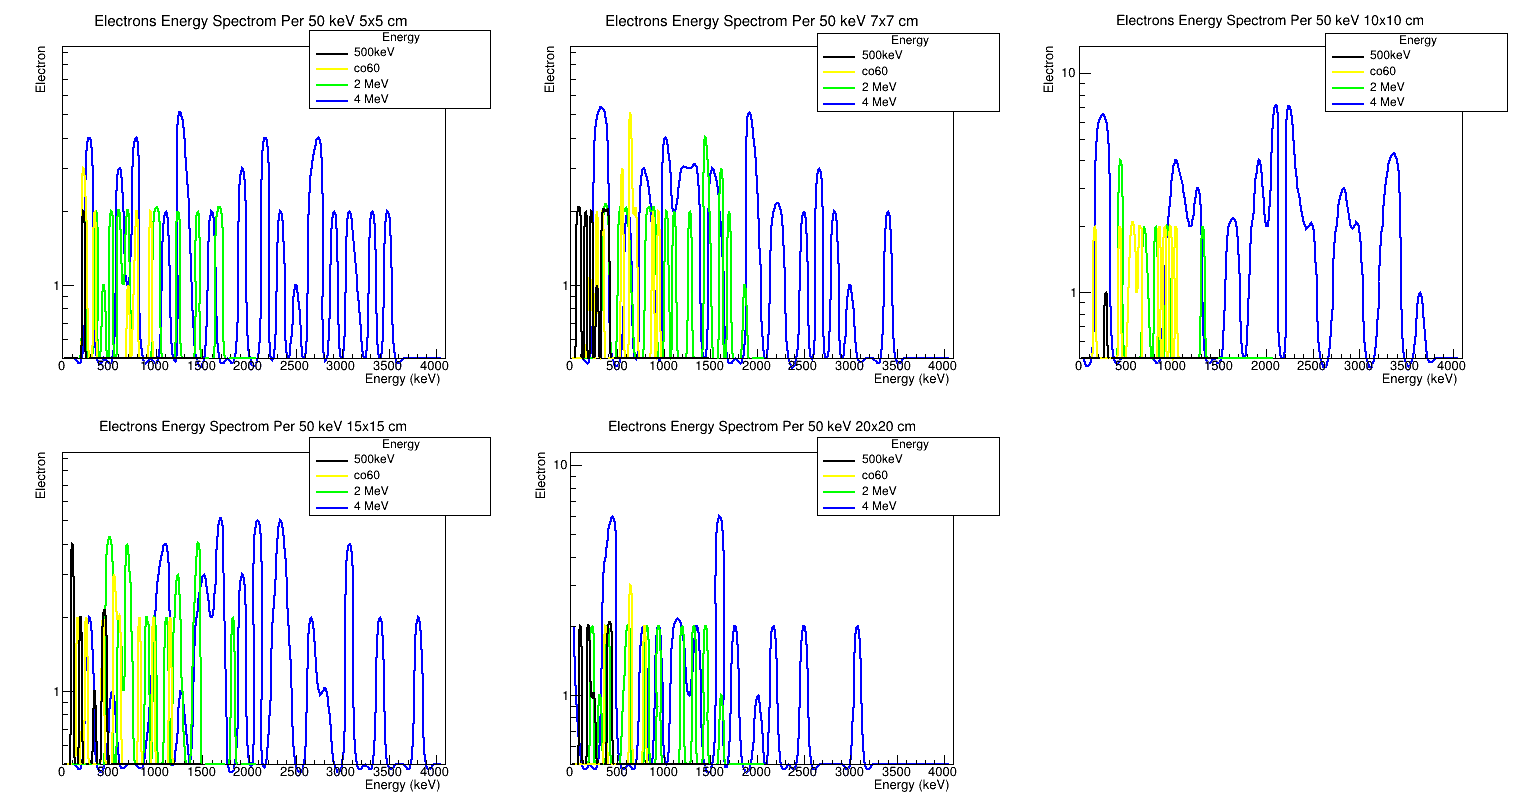 Electrons Energy Spectrom Per 50 keV 5x5 cm
Energy
500keV
co60
2 MeV
4 MeV
Electron
1
0 500 1000 1500 2000 2500 3000 3500 4000
Energy (keV)
Electrons Energy Spectrom Per 50 keV 7x7 cm
Energy
500keV
co60
2 MeV
4 MeV
Electron
1
0 500 1000 1500 2000 2500 3000 3500 4000
Energy (keV)
Electrons Energy Spectrom Per 50 keV 10x10 cm
Energy
500keV
co60
2 MeV
4 MeV
Electron
10
1
0 500 1000 1500 2000 2500 3000 3500 4000
Energy (keV)
Electrons Energy Spectrom Per 50 keV 15x15 cm
Energy
500keV
co60
2 MeV
4 MeV
Electron
1
0 500 1000 1500 2000 2500 3000 3500 4000
Energy (keV)
Electrons Energy Spectrom Per 50 keV 20x20 cm
Energy
500keV
co60
2 MeV
4 MeV
Electron
10
1
0 500 1000 1500 2000 2500 3000 3500 4000
Energy (keV)